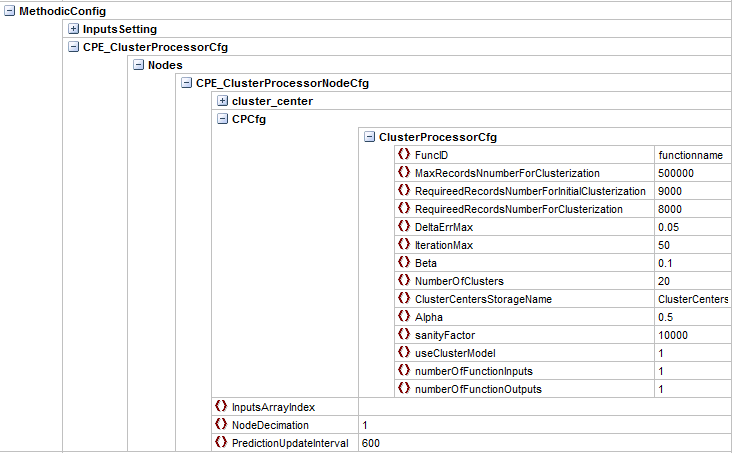 MethodicConfig
InputsSetting
CPE_ClusterProcessorCfg
Nodes
CPE_ClusterProcessorNodeCfg
cluster_center
CPCfg
ClusterProcessorCfg
FuncID functionname
MaxRecordsNnumberForClusterization 500000
RequireedRecordsNumberForInitialClusterization 9000
RequireedRecordsNumberForClusterization 8000
DeltaErrMax 0.05
IterationMax 50
Beta 0.1
NumberOfClusters 20
ClusterCentersStorageName ClusterCenters
Alpha 0.5
sanityFactor 10000
useClusterModel 1
numberOfFunctionInputs 1
numberOfFunctionOutputs 1
InputsArrayIndex
NodeDecimation 1
PredictionUpdateInterval 600